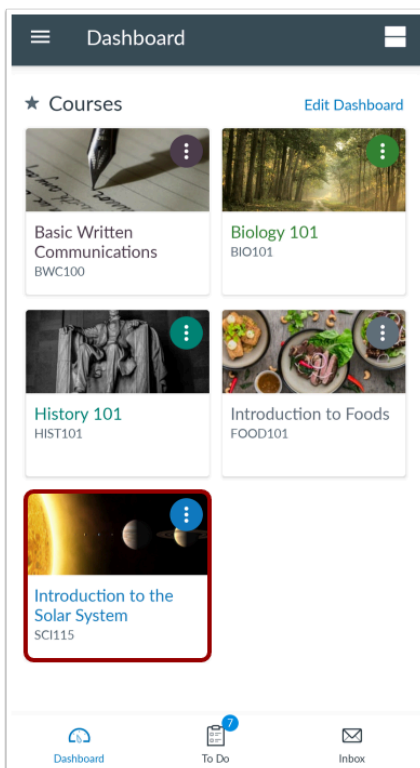 Dashboard
Courses
Edit Dashboard
Basic Written
Communications
BWC100
Biology 101
BIO101
History 101
HIST101
Introduction to Foods
FOOD101
Introduction to the
Solar System
SCI115
7
Dashboard
To Do
Inbox